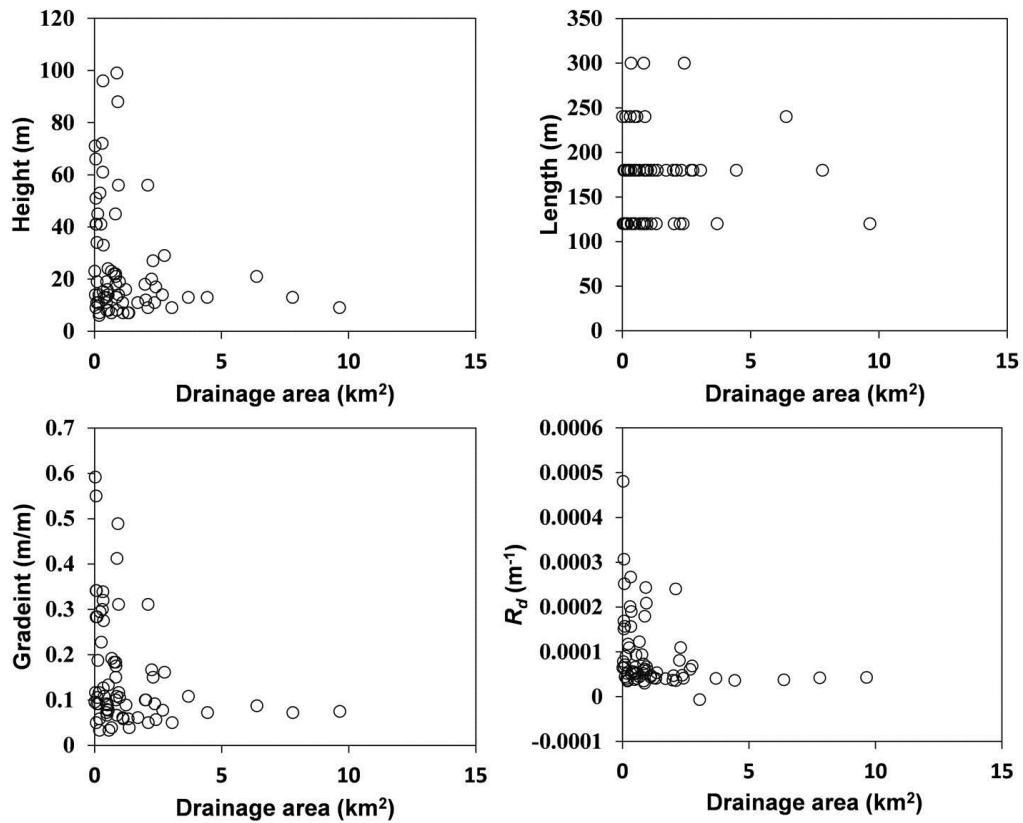 120
100
80
60
40
20
0
Height (m)
0 5 10 15
Drainage area (km²)
350
300
250
200
150
100
50
0
Length (m)
0 5 10 15
Drainage area (km²)
0.7
0.6
0.5
0.4
0.3
0.2
0.1
0
Gradeint (m/m)
0 5 10 15
Drainage area (km²)
0.0006
0.0005
0.0004
0.0003
0.0002
0.0001
0
-0.0001
Rd (m⁻¹)
0 5 10 15
Drainage area (km²)